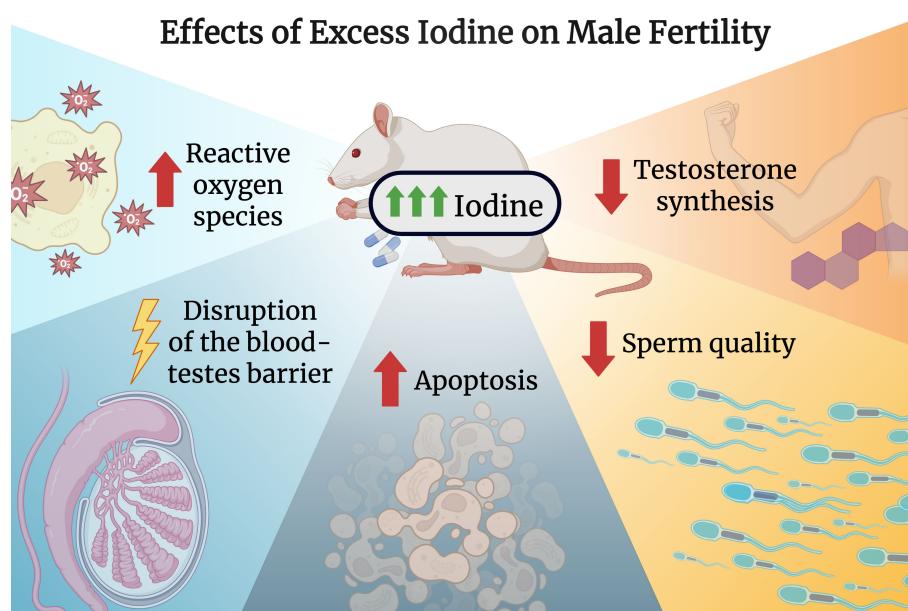 Effects of Excess Iodine on Male Fertility
O₂
O₂
O₂
O₂
O₂
O₂
Reactive
oxygen
species
Iodine
Testosterone
synthesis
Disruption
of the blood-
testes barrier
Apoptosis
Sperm quality